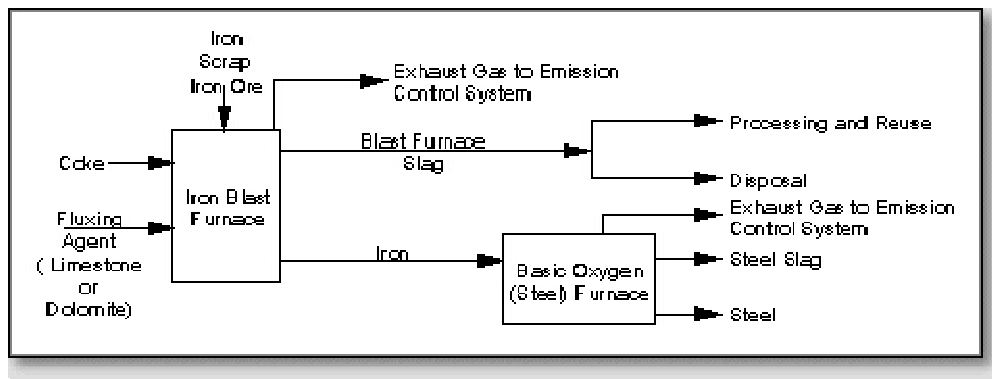 Iron
Scrap
Iron Ore
Exhaust Gas to Emission
Control System
Blast Furnace
Slag
Processing and Reuse
Coke
Disposal
Iron Blast
Furnace
Fluxing
Agent
( Limestone
or
Dolomite)
Exhaust Gas to Emission
Control System
Iron
Basic Oxygen
(Steel) Furnace
Steel Slag
Steel